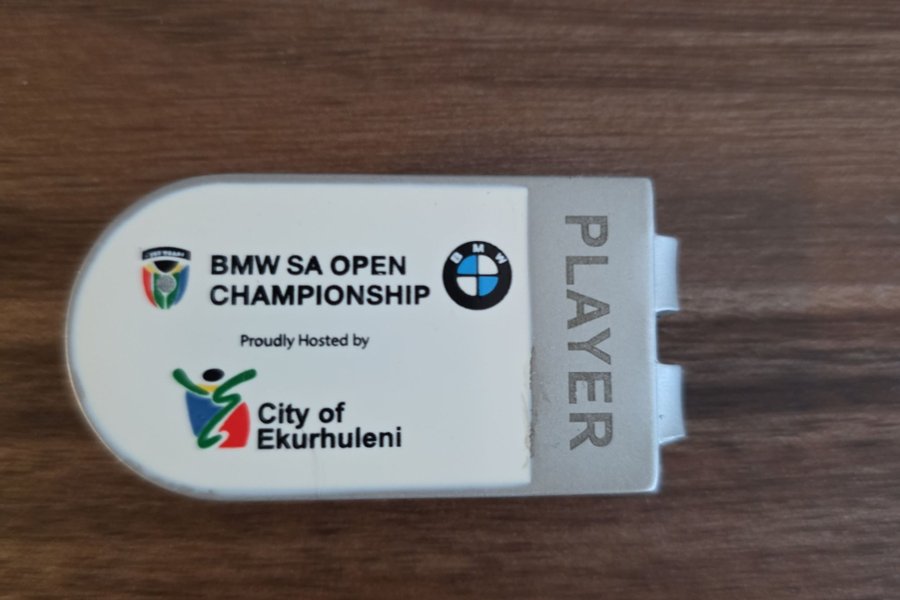 BMW SA OPEN
CHAMPIONSHIP
BMW
Proudly Hosted by
City of
Ekurhuleni
PLAYER